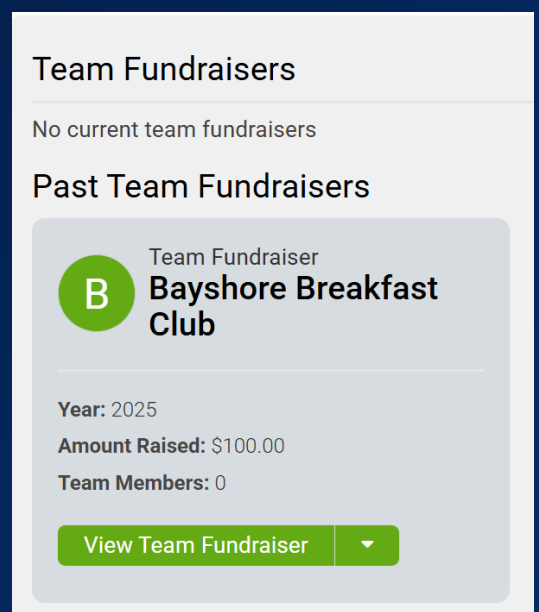 Team Fundraisers
No current team fundraisers
Past Team Fundraisers
B
Team Fundraiser
Bayshore Breakfast
Club
Year: 2025
Amount Raised: $100.00
Team Members: 0
View Team Fundraiser